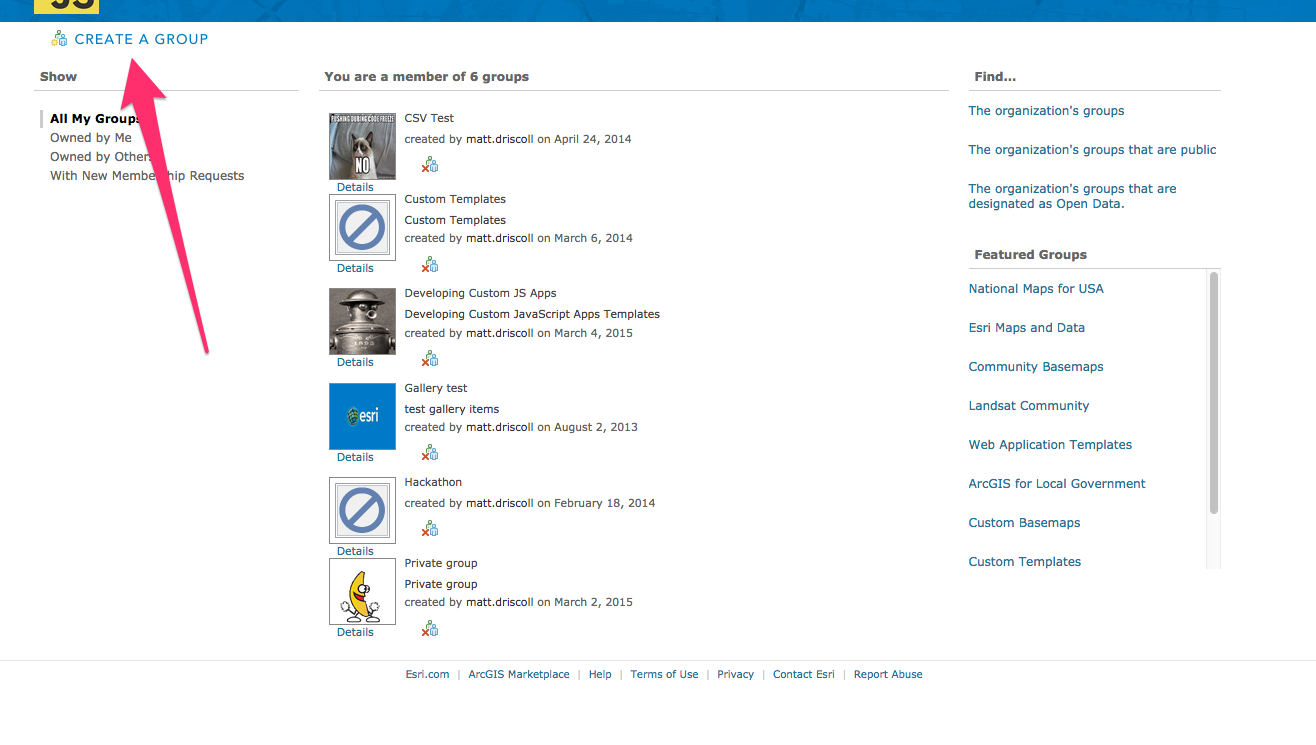 JS
CREATE A GROUP
Show
All My Groups
Owned by Me
Owned by Others
With New Membership Requests
You are a member of 6 groups
PUSHING DURING CODE FREEZE
NO
CSV Test
created by matt.driscoll on April 24, 2014
Details
Custom Templates
Custom Templates
created by matt.driscoll on March 6, 2014
Details
1893
Developing Custom JS Apps
Developing Custom JavaScript Apps Templates
created by matt.driscoll on March 4, 2015
Details
esri
Gallery test
test gallery items
created by matt.driscoll on August 2, 2013
Details
Hackathon
created by matt.driscoll on February 18, 2014
Details
Private group
Private group
created by matt.driscoll on March 2, 2015
Details
Find...
The organization's groups
The organization's groups that are public
The organization's groups that are
designated as Open Data.
Featured Groups
National Maps for USA
Esri Maps and Data
Community Basemaps
Landsat Community
Web Application Templates
ArcGIS for Local Government
Custom Basemaps
Custom Templates
Esri.com | ArcGIS Marketplace | Help | Terms of Use | Privacy | Contact Esri | Report Abuse